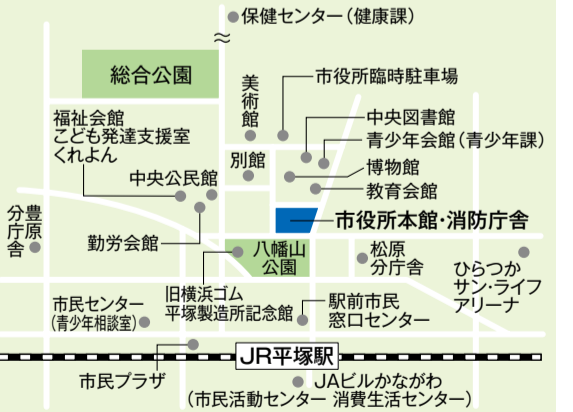 保健センター（健康課）
総合公園
美術館
市役所臨時駐車場
福祉会館
こども発達支援室
くれよん
中央図書館
青少年会館（青少年課）
別館
博物館
中央公民館
教育会館
豊原
分庁舎
市役所本館・消防庁舎
勤労会館
八幡山
公園
松原
分庁舎
ひらつか
サン・ライフ
アリーナ
旧横浜ゴム
平塚製造所記念館
市民センター
（青少年相談室）
駅前市民
窓口センター
JR平塚駅
市民プラザ
JAビルかながわ
（市民活動センター 消費生活センター）